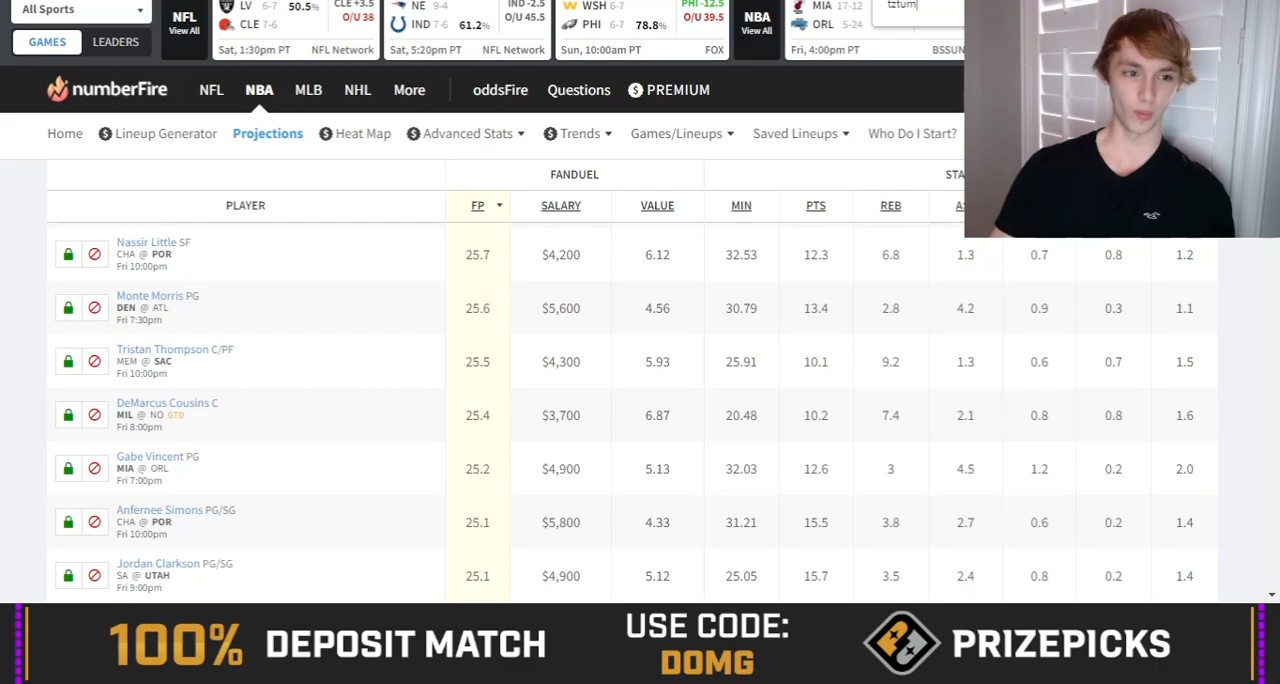 All Sports
GAMES LEADERS
NFL
View All
LV 6-7 50.5% CLE +3.5
CLE 7-6 O/U 38
Sat, 1:30pm PT NFL Network
NE 9-4 IND -2.5
IND 7-6 61.2% O/U 45.5
Sat, 5:20pm PT NFL Network
WSH 6-7 PHI -12.5
PHI 6-7 78.8% O/U 39.5
Sun, 10:00am PT FOX
NBA
View All
MIA 17-12
ORL 5-24
Fri, 4:00pm PT BSSUN
tztum
numberFire NFL NBA MLB NHL More oddsFire Questions PREMIUM
Home Lineup Generator Projections Heat Map Advanced Stats Trends Games/Lineups Saved Lineups Who Do I Start?
FANDUEL STA
PLAYER FP SALARY VALUE MIN PTS REB AS
Nassir Little SF
CHA @ POR 25.7 $4,200 6.12 32.53 12.3 6.8 1.3 0.7 0.8 1.2
Fri 10:00pm
Monte Morris PG
DEN @ ATL 25.6 $5,600 4.56 30.79 13.4 2.8 4.2 0.9 0.3 1.1
Fri 7:30pm
Tristan Thompson C/PF
MEM @ SAC 25.5 $4,300 5.93 25.91 10.1 9.2 1.3 0.6 0.7 1.5
Fri 10:00pm
DeMarcus Cousins C
MIL @ NO GTD 25.4 $3,700 6.87 20.48 10.2 7.4 2.1 0.8 0.8 1.6
Fri 8:00pm
Gabe Vincent PG
MIA @ ORL 25.2 $4,900 5.13 32.03 12.6 3 4.5 1.2 0.2 2.0
Fri 7:00pm
Anfernee Simons PG/SG
CHA @ POR 25.1 $5,800 4.33 31.21 15.5 3.8 2.7 0.6 0.2 1.4
Fri 10:00pm
Jordan Clarkson PG/SG
SA @ UTAH 25.1 $4,900 5.12 25.05 15.7 3.5 2.4 0.8 0.2 1.4
Fri 9:00pm
100% DEPOSIT MATCH
USE CODE:
DOMG
PRIZEPICKS